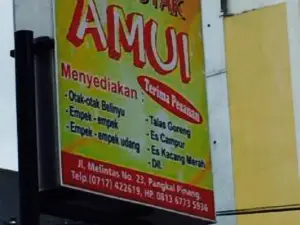 OTAK
AMUI
Menyediakan :
Terima Pesanan
- Otak-otak Belinyu
- Empek - empek
- Empek - empek udang
- Talas Goreng
- Es Campur
- Es Kacang Merah
- Dll.
Jl. Melintas No. 23, Pangkal Pinang,
Telp.(0717) 422619, HP. 0813 6773 5936